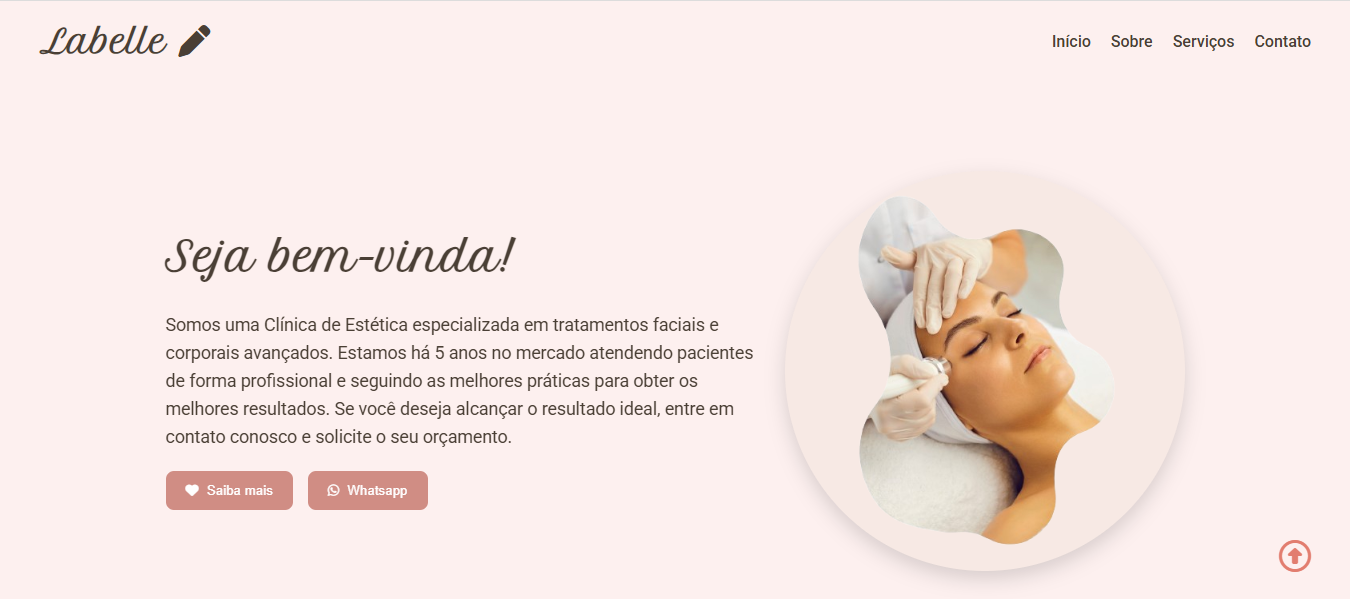 Labelle
Início Sobre Serviços Contato
Seja bem-vinda!
Somos uma Clínica de Estética especializada em tratamentos faciais e
corporais avançados. Estamos há 5 anos no mercado atendendo pacientes
de forma profissional e seguindo as melhores práticas para obter os
melhores resultados. Se você deseja alcançar o resultado ideal, entre em
contato conosco e solicite o seu orçamento.
Saiba mais Whatsapp